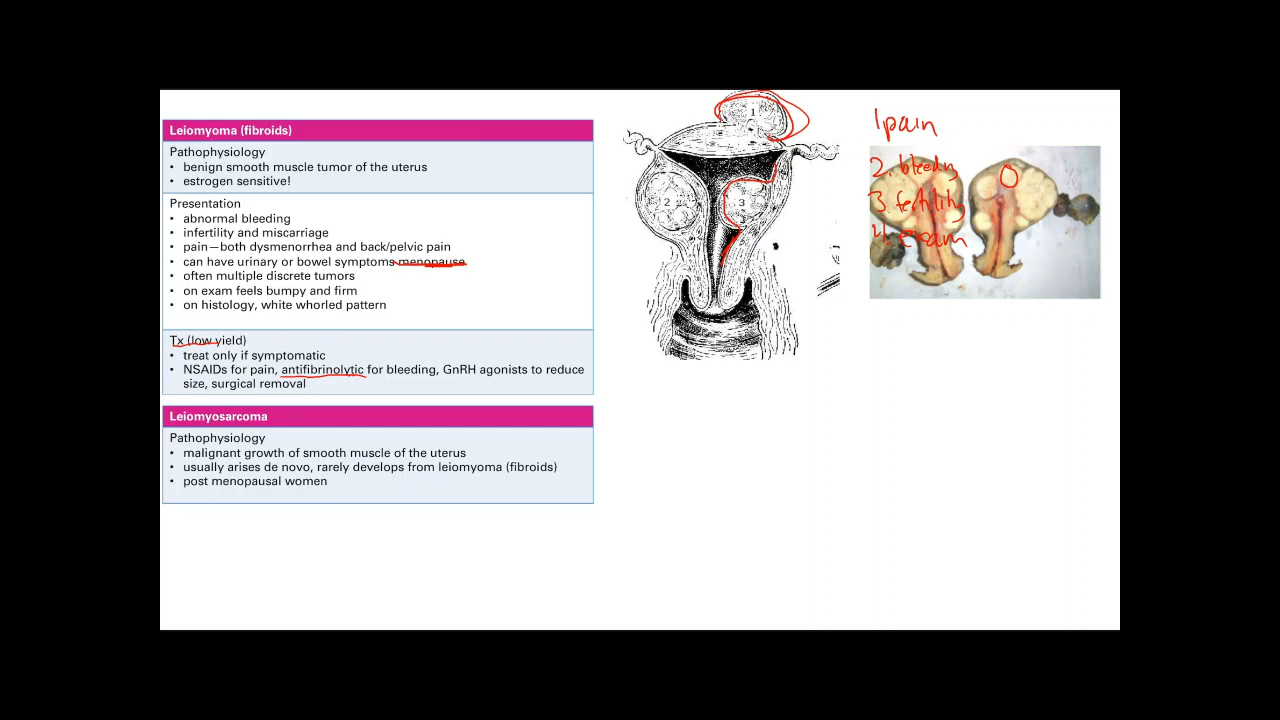 Leiomyoma (fibroids)
Pathophysiology
• benign smooth muscle tumor of the uterus
• estrogen sensitive!
Presentation
• abnormal bleeding
• infertility and miscarriage
• pain—both dysmenorrhea and back/pelvic pain
• can have urinary or bowel symptoms menopause
• often multiple discrete tumors
• on exam feels bumpy and firm
• on histology, white whorled pattern
Tx (low yield)
• treat only if symptomatic
• NSAIDs for pain, antifibrinolytic for bleeding, GnRH agonists to reduce
size, surgical removal
Leiomyosarcoma
Pathophysiology
• malignant growth of smooth muscle of the uterus
• usually arises de novo, rarely develops from leiomyoma (fibroids)
• post menopausal women
1
2
3
1 pain
2. bleeding
3. fertility
4. exam